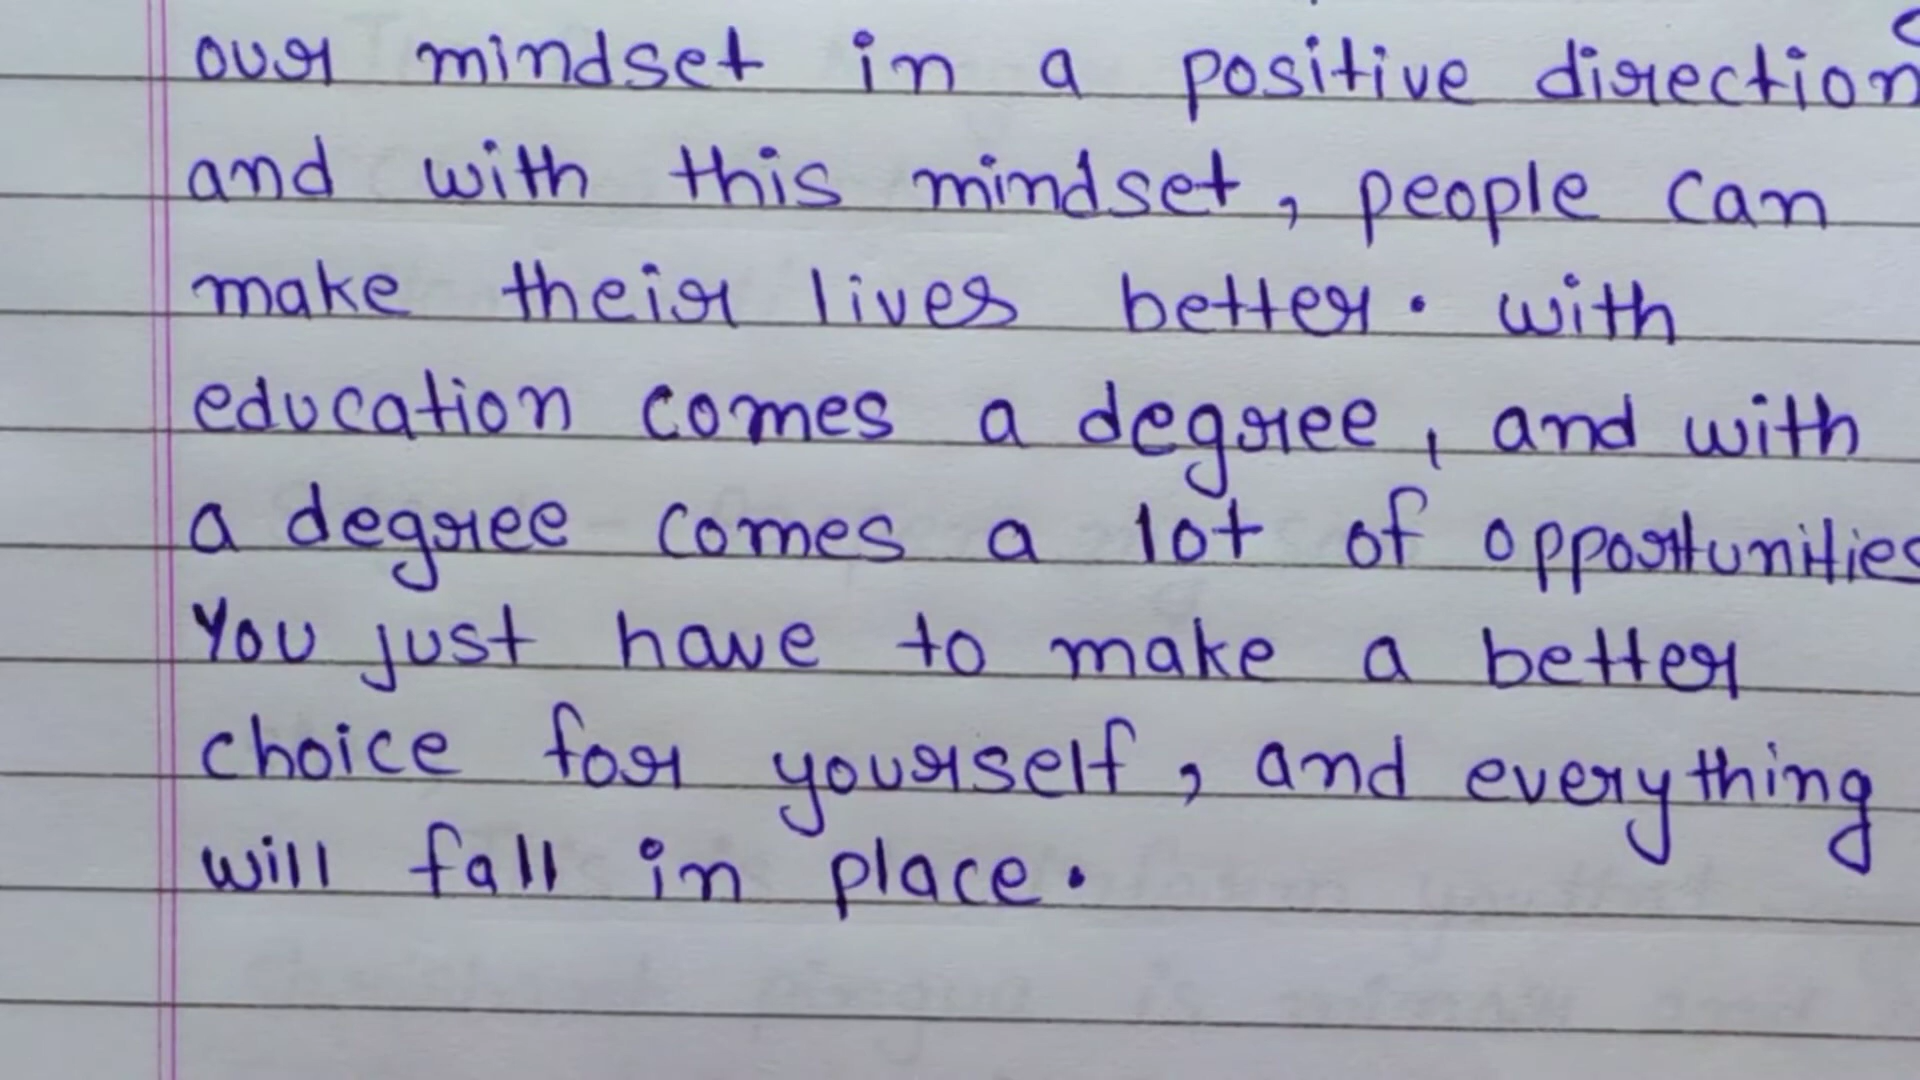 our mindset in a positive direction
and with this mindset, people can
make their lives better. with
education comes a degree, and with
a degree comes a lot of opportunities
You just have to make a better
choice for yourself, and everything
will fall in place.